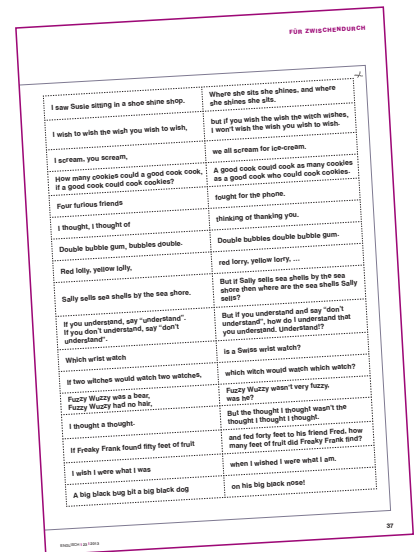 FÜR ZWISCHENDURCH
I saw Susie sitting in a shoe shine shop.
Where she sits she shines, and where
she shines she sits.
I wish to wish the wish you wish to wish,
but if you wish the wish the witch wishes,
I won't wish the wish you wish to wish.
I scream, you scream,
we all scream for ice-cream.
How many cookies could a good cook cook,
if a good cook could cook cookies?
A good cook could cook as many cookies
as a good cook who could cook cookies.
Four furious friends
fought for the phone.
I thought, I thought of
thinking of thanking you.
Double bubble gum, bubbles double.
Double bubbles double bubble gum.
Red lolly, yellow lolly,
red lorry, yellow lorry, ...
Sally sells sea shells by the sea shore.
But if Sally sells sea shells by the sea
shore then where are the sea shells Sally
sells?
If you understand, say "understand".
If you don't understand, say "don't
understand".
But if you understand and say "don't
understand", how do I understand that
you understand. Understand!?
Which wrist watch
is a Swiss wrist watch?
If two witches would watch two watches,
which witch would watch which watch?
Fuzzy Wuzzy was a bear,
Fuzzy Wuzzy had no hair,
Fuzzy Wuzzy wasn't very fuzzy,
was he?
I thought a thought.
But the thought I thought wasn't the
thought I thought I thought.
If Freaky Frank found fifty feet of fruit
and fed forty feet to his friend Fred, how
many feet of fruit did Freaky Frank find?
I wish I were what I was
when I wished I were what I am.
A big black bug bit a big black dog
on his big black nose!
37